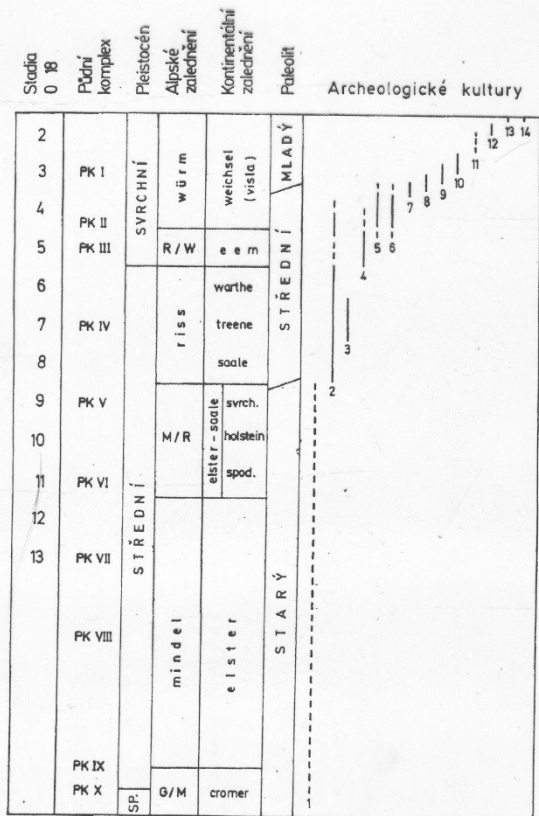 Stadia 0 18
Půdní komplex
Pleistocén
Alpské zalednění
Kontinentální zalednění
Paleolit
Archeologické kultury
2
3 PK I
4
PK II
5 PK III
6
7 PK IV
8
9 PK V
10
11 PK VI
12
13 PK VII
PK VIII
PK IX
PK X
SVRCHNÍ
STŘEDNÍ
SP.
würm
R/W
riss
M/R
mindel
G/M
weichsel (visla)
eem
warthe
treene
saale
elster-saale
svrch.
holstein
spod.
elster
cromer
MLADÝ
STŘEDNÍ
STARÝ
1
2
3
4
5
6
7
8
9
10
11
12
13
14